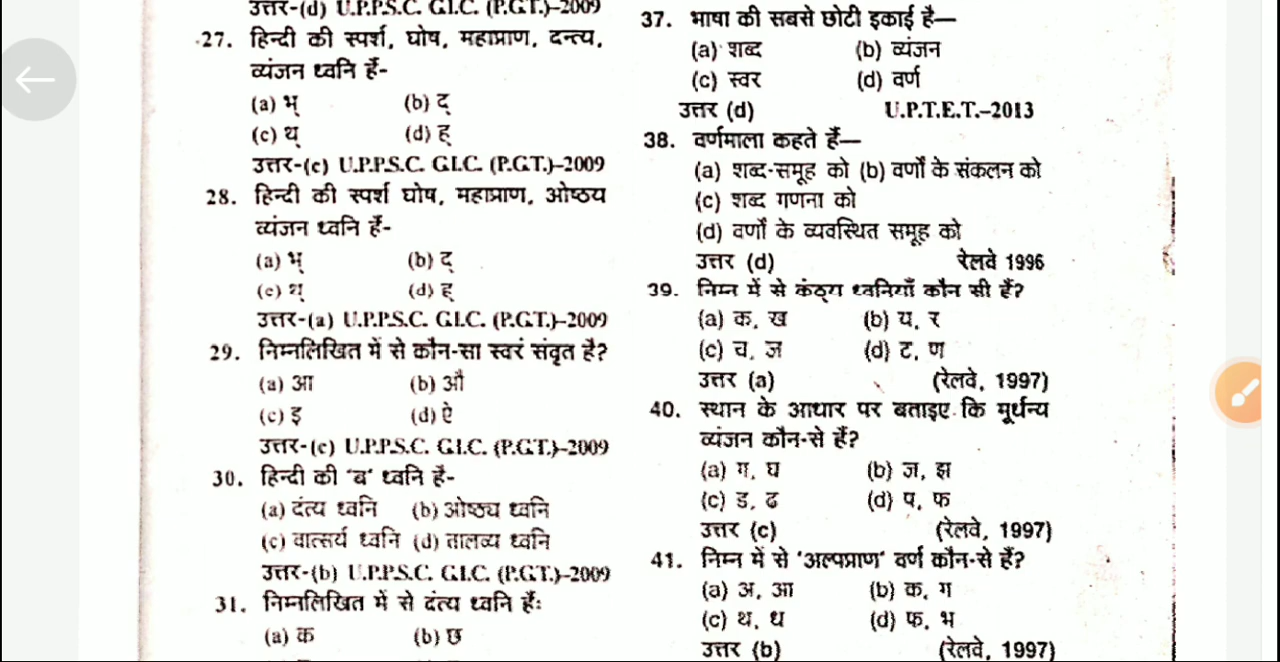 उत्तर-(d) U.P.P.S.C. G.I.C. (P.G.T.)-2009
27. हिन्दी की स्पर्श, घोष, महाप्राण, दन्त्य,
व्यंजन ध्वनि हैं-
(a) भ् (b) द्
(c) थ् (d) ह्
उत्तर-(c) U.P.P.S.C. G.I.C. (P.G.T.)-2009
28. हिन्दी की स्पर्श घोष, महाप्राण, ओष्ठय
व्यंजन ध्वनि हैं-
(a) भ् (b) द्
(c) थ् (d) ह्
उत्तर-(a) U.P.P.S.C. G.I.C. (P.G.T.)-2009
29. निम्नलिखित में से कौन-सा स्वर संवृत है?
(a) आ (b) औ
(c) इ (d) ऐ
उत्तर-(c) U.P.P.S.C. G.I.C. (P.G.T.)-2009
30. हिन्दी की 'ब' ध्वनि है-
(a) दंत्य ध्वनि (b) ओष्ठ्य ध्वनि
(c) वात्सर्य ध्वनि (d) तालव्य ध्वनि
उत्तर-(b) U.P.P.S.C. G.I.C. (P.G.T.)-2009
31. निम्नलिखित में से दंत्य ध्वनि हैं:
(a) क (b) छ
37. भाषा की सबसे छोटी इकाई है—
(a) शब्द (b) व्यंजन
(c) स्वर (d) वर्ण
उत्तर (d) U.P.T.E.T.–2013
38. वर्णमाला कहते हैं—
(a) शब्द-समूह को (b) वर्णों के संकलन को
(c) शब्द गणना को
(d) वर्णों के व्यवस्थित समूह को
उत्तर (d) रेलवे 1996
39. निम्न में से कंठ्य ध्वनियाँ कौन सी हैं?
(a) क, ख (b) य, र
(c) च, ज (d) ट, ण
उत्तर (a) (रेलवे, 1997)
40. स्थान के आधार पर बताइए कि मूर्धन्य
व्यंजन कौन-से हैं?
(a) ग, घ (b) ज, झ
(c) ड, ढ (d) प, फ
उत्तर (c) (रेलवे, 1997)
41. निम्न में से 'अल्पप्राण' वर्ण कौन-से हैं?
(a) अ, आ (b) क, ग
(c) थ, ध (d) फ, भ
उत्तर (b) (रेलवे, 1997)